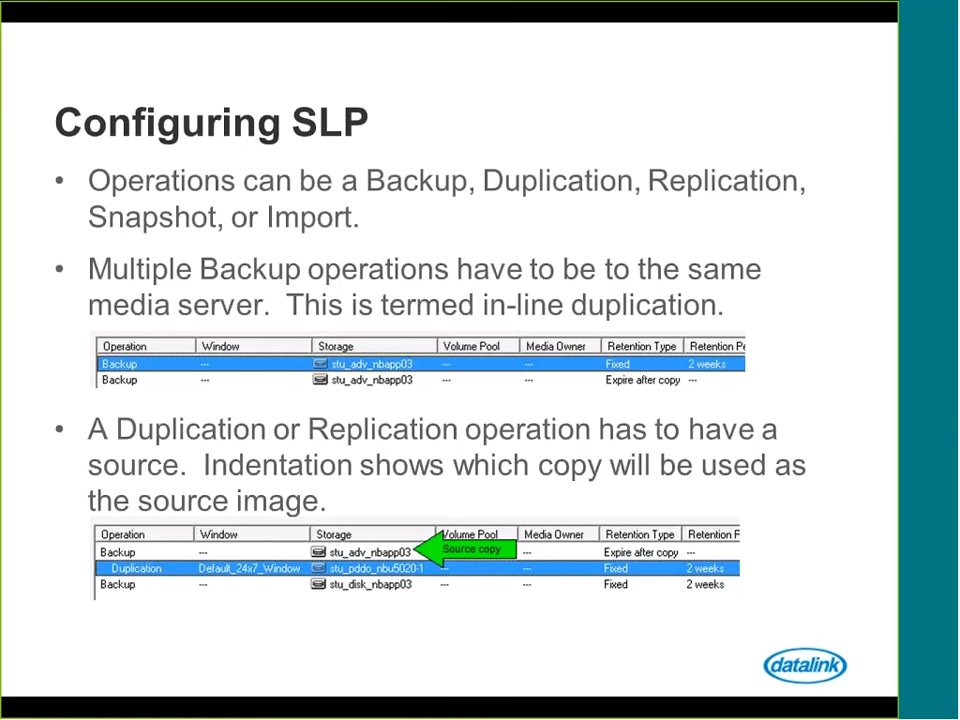 Configuring SLP
• Operations can be a Backup, Duplication, Replication,
Snapshot, or Import.
• Multiple Backup operations have to be to the same
media server.  This is termed in-line duplication.
Operation Window Storage Volume Pool Media Owner Retention Type Retention Pe
Backup --- stu_adv_nbapp03 --- --- Fixed 2 weeks
Backup --- stu_adv_nbapp03 --- --- Expire after copy ---
• A Duplication or Replication operation has to have a
source.  Indentation shows which copy will be used as
the source image.
Operation Window Storage Volume Pool Media Owner Retention Type Retention P
Backup --- stu_adv_nbapp03 Source copy --- Expire after copy ---
Duplication Default_24x7_Window stu_pddo_nbu5020-1 --- --- Fixed 2 weeks
Backup --- stu_disk_nbapp03 --- --- Fixed 2 weeks
datalink